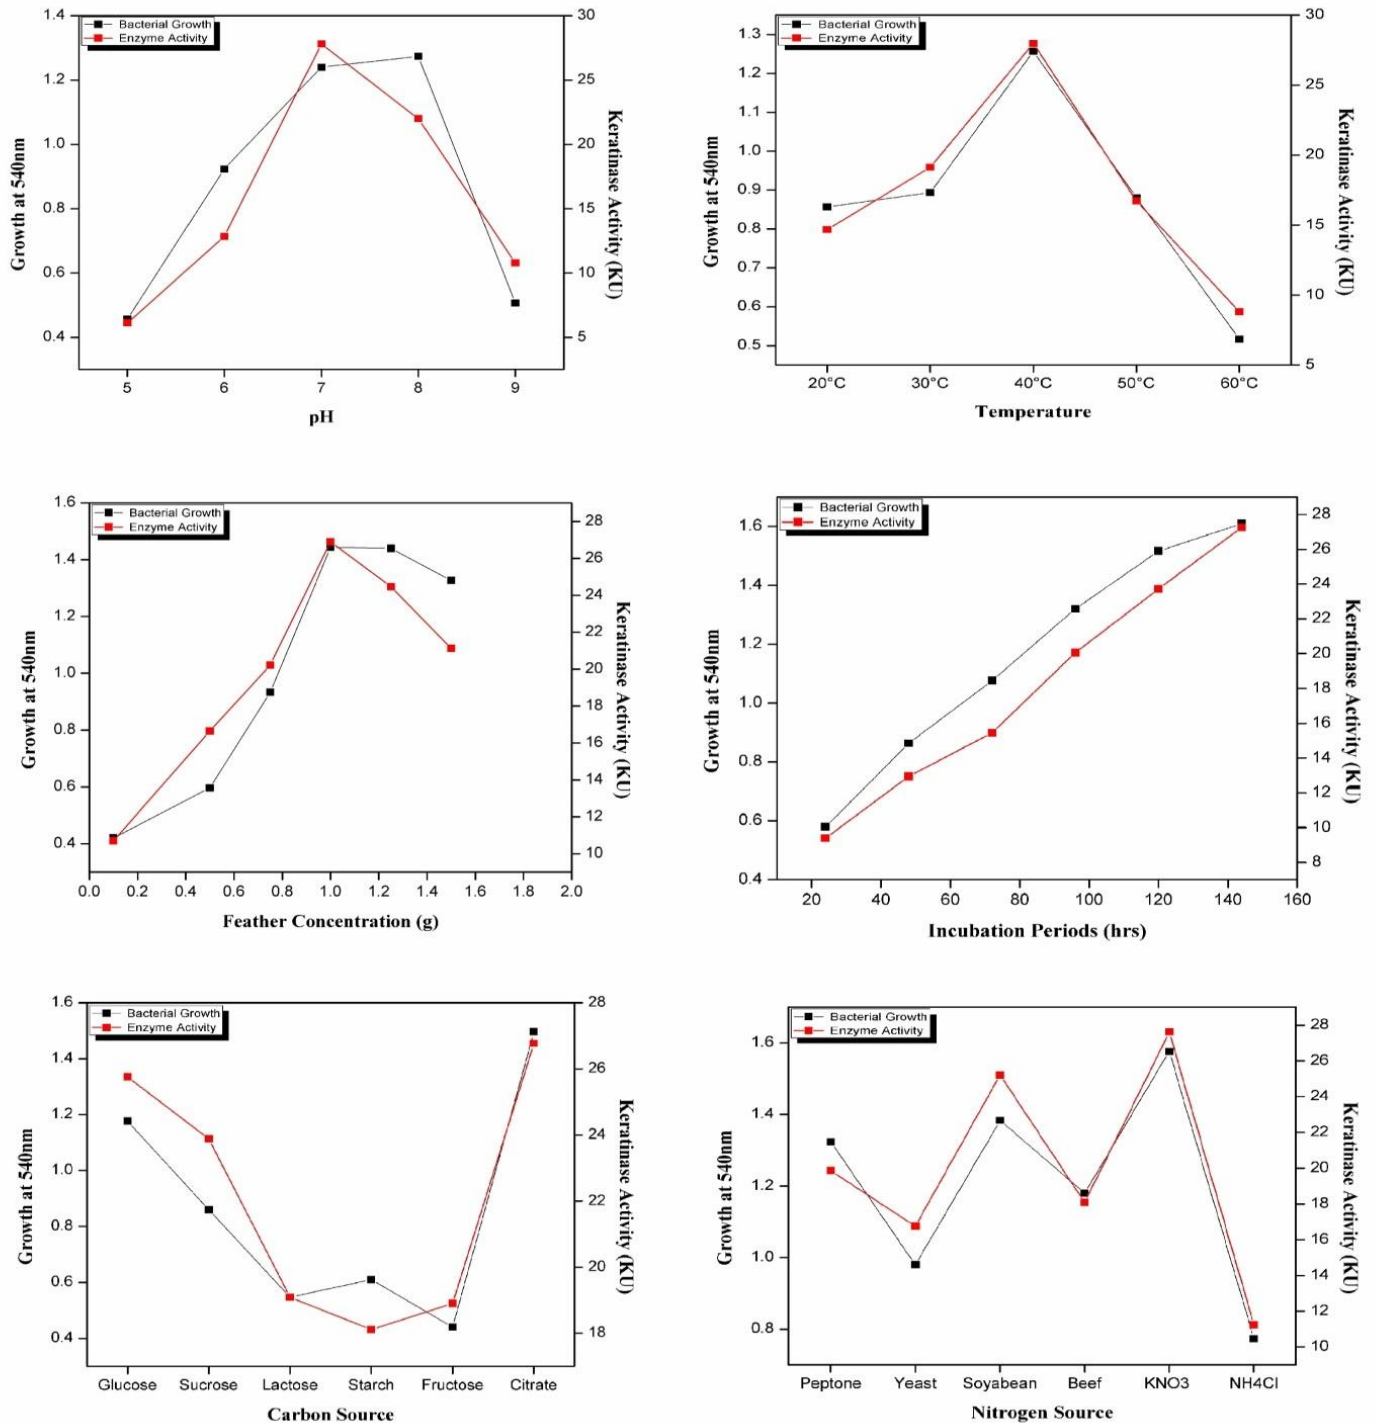 Bacterial Growth
Enzyme Activity
1.4
1.2
1.0
0.8
0.6
0.4
Growth at 540nm
30
25
20
15
10
5
Keratinase Activity (KU)
5 6 7 8 9
pH
Bacterial Growth
Enzyme Activity
1.3
1.2
1.1
1.0
0.9
0.8
0.7
0.6
0.5
Growth at 540nm
30
25
20
15
10
5
Keratinase Activity (KU)
20°C 30°C 40°C 50°C 60°C
Temperature
Bacterial Growth
Enzyme Activity
1.6
1.4
1.2
1.0
0.8
0.6
0.4
Growth at 540nm
28
26
24
22
20
18
16
14
12
10
Keratinase Activity (KU)
0.0 0.2 0.4 0.6 0.8 1.0 1.2 1.4 1.6 1.8 2.0
Feather Concentration (g)
Bacterial Growth
Enzyme Activity
1.6
1.4
1.2
1.0
0.8
0.6
0.4
Growth at 540nm
28
26
24
22
20
18
16
14
12
10
8
Keratinase Activity (KU)
20 40 60 80 100 120 140 160
Incubation Periods (hrs)
Bacterial Growth
Enzyme Activity
1.6
1.4
1.2
1.0
0.8
0.6
0.4
Growth at 540nm
28
26
24
22
20
18
Keratinase Activity (KU)
Glucose Sucrose Lactose Starch Fructose Citrate
Carbon Source
Bacterial Growth
Enzyme Activity
1.6
1.4
1.2
1.0
0.8
Growth at 540nm
28
26
24
22
20
18
16
14
12
10
Keratinase Activity (KU)
Peptone Yeast Soyabean Beef KNO3 NH4Cl
Nitrogen Source